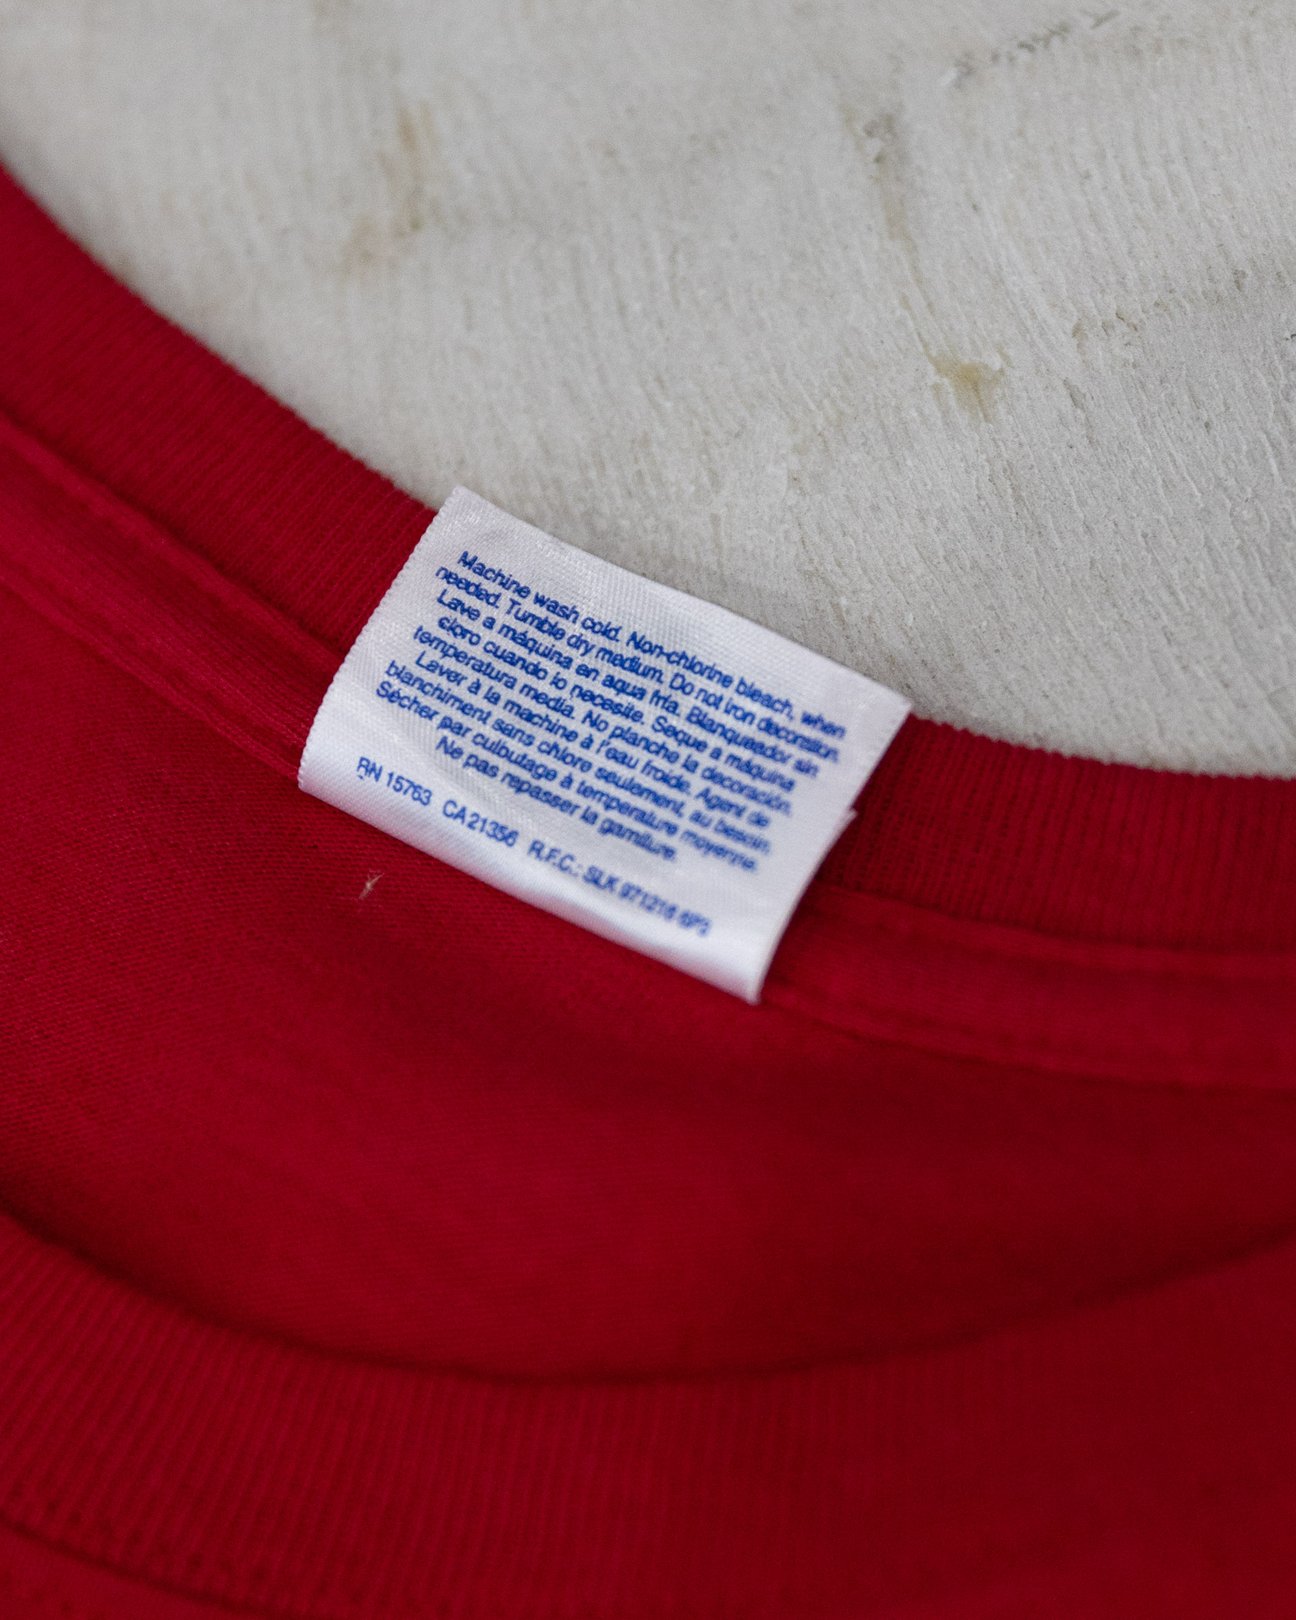 Machine wash cold. Non-chlorine bleach, when
needed. Tumble dry medium. Do not iron decoration.
Lave a máquina en aqua fría. Blanqueador sin
cloro cuando lo necesite. Seque a máquina
temperatura media. No planche la decoración.
Laver à la machine à l'eau froide. Agent de
blanchiment sans chlore seulement, au besoin.
Sécher par culbutage à température moyenne.
Ne pas repasser la garniture.
RN 15763 CA 21356 R.F.C.: SLK 971216 6P3